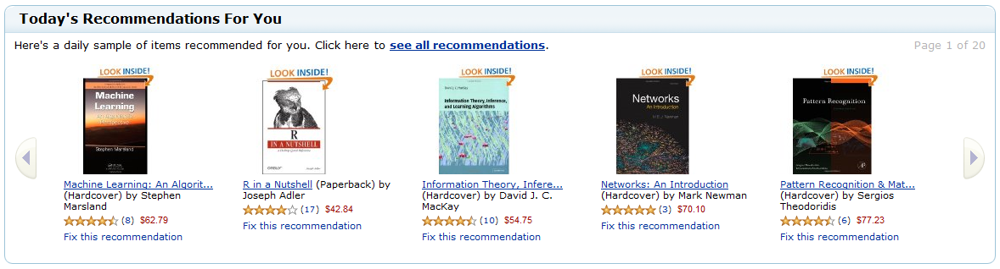 Today's Recommendations For You
Here's a daily sample of items recommended for you. Click here to see all recommendations.
Page 1 of 20
LOOK INSIDE!
Machine
Learning
Stephen Marsland
Machine Learning: An Algorit...
(Hardcover) by Stephen
Marsland
(8) $62.79
Fix this recommendation
LOOK INSIDE!
R
IN A NUTSHELL
O'REILLY
R in a Nutshell (Paperback) by
Joseph Adler
(17) $42.84
Fix this recommendation
LOOK INSIDE!
David J. C. MacKay
Information Theory, Inference,
and Learning Algorithms
Information Theory, Infere...
(Hardcover) by David J. C.
MacKay
(10) $54.75
Fix this recommendation
LOOK INSIDE!
Networks
An Introduction
M.E.J. Newman
Networks: An Introduction
(Hardcover) by Mark Newman
(3) $70.10
Fix this recommendation
LOOK INSIDE!
Pattern Recognition
Pattern Recognition & Mat...
(Hardcover) by Sergios
Theodoridis
(6) $77.23
Fix this recommendation